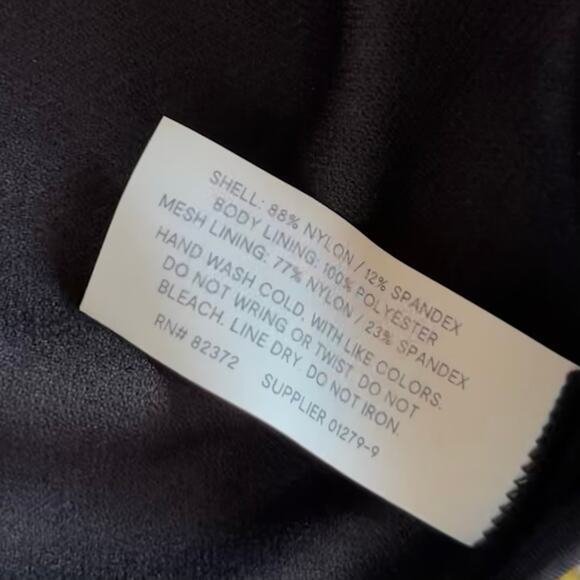 SHELL: 88% NYLON / 12% SPANDEX
BODY LINING: 100% POLYESTER
MESH LINING: 77% NYLON / 23% SPANDEX
HAND WASH COLD, WITH LIKE COLORS.
DO NOT WRING OR TWIST. DO NOT
BLEACH. LINE DRY. DO NOT IRON.
RN# 82372 SUPPLIER 01279-9